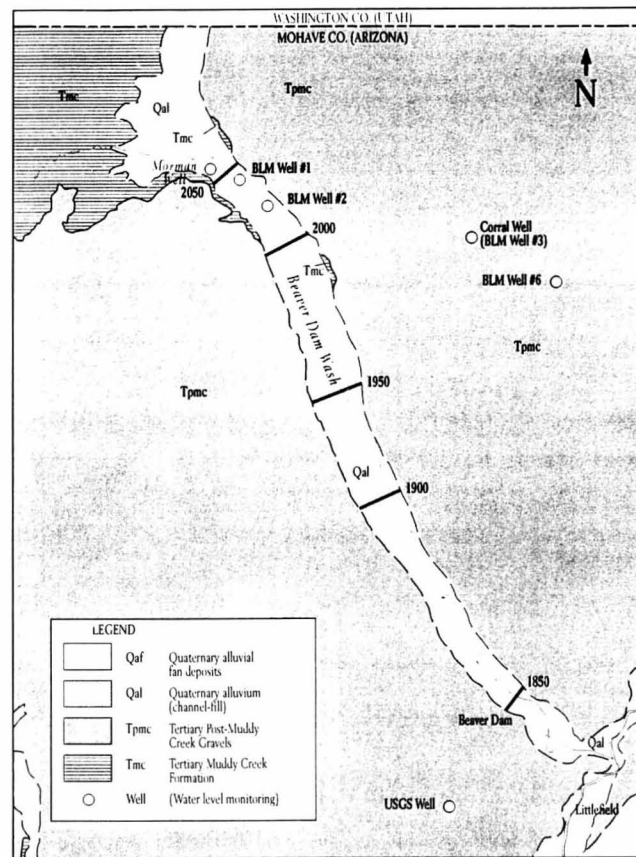 WASHINGTON CO. (UTAH)
MOHAVE CO. (ARIZONA)
N
Tmc
Qal
Tpmc
Tmc
Morman
Well
BLM Well #1
2050
BLM Well #2
2000
Corral Well
(BLM Well #3)
Tmc
BLM Well #6
Beaver Dam Wash
Tpmc
Tpmc
1950
Qal
1900
1850
Beaver Dam
Qal
USGS Well
Littlefield
LEGEND
Qaf Quaternary alluvial
fan deposits
Qal Quaternary alluvium
(channel-fill)
Tpmc Tertiary Post-Muddy
Creek Gravels
Tmc Tertiary Muddy Creek
Formation
Well (Water level monitoring)